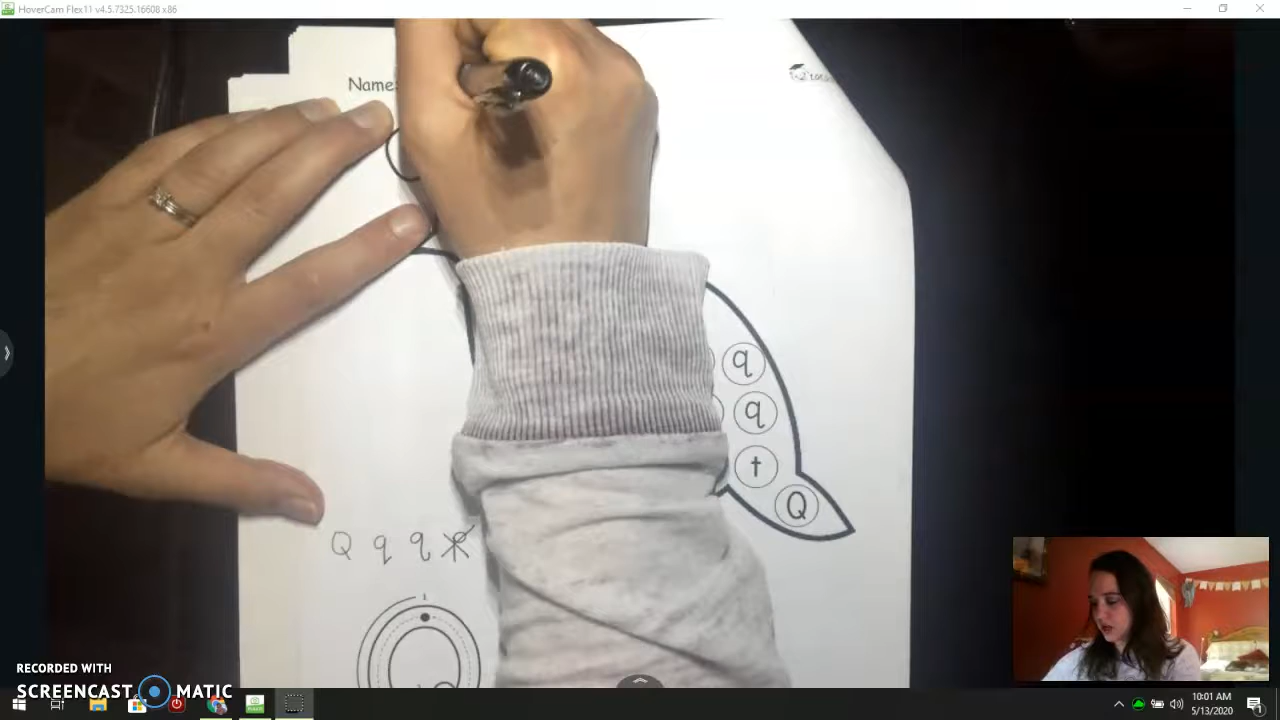 HoverCam Flex11 v4.5.7325.16608 x86
Name:
q
q
t
Q
Q q q
RECORDED WITH
SCREENCAST MATIC
10:01 AM
5/13/2020